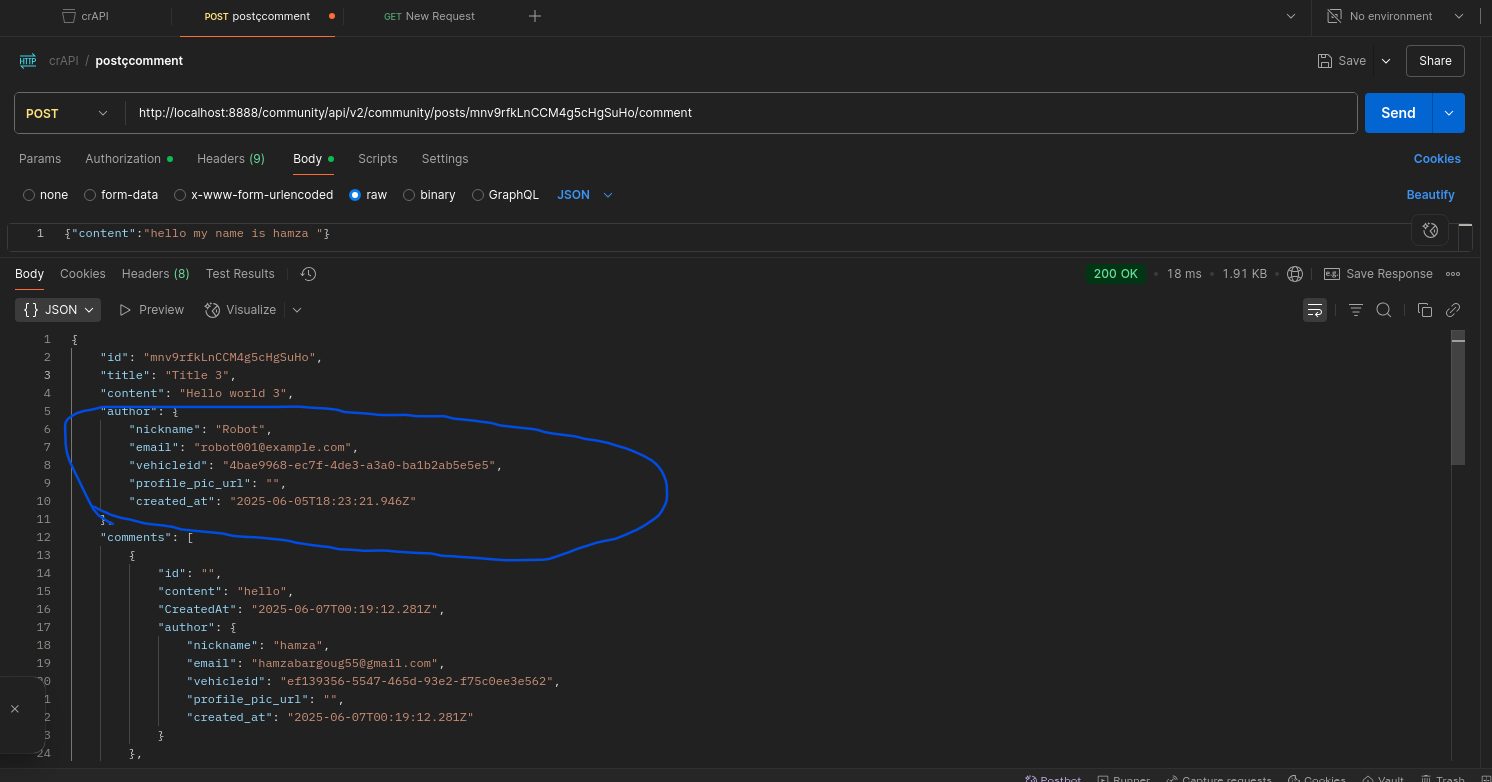 crAPI
POST postçcomment
GET New Request
No environment
HTTP crAPI / postçcomment
Save
Share
POST
http://localhost:8888/community/api/v2/community/posts/mnv9rfkLnCCM4g5cHgSuHo/comment
Send
Params Authorization Headers (9) Body Scripts Settings
Cookies
none form-data x-www-form-urlencoded raw binary GraphQL JSON
Beautify
1 {"content":"hello my name is hamza "}
Body Cookies Headers (8) Test Results
200 OK • 18 ms • 1.91 KB •
e.g. Save Response
{} JSON Preview Visualize
1 {
2 "id": "mnv9rfkLnCCM4g5cHgSuHo",
3 "title": "Title 3",
4 "content": "Hello world 3",
5 "author": {
6 "nickname": "Robot",
7 "email": "robot001@example.com",
8 "vehicleid": "4bae9968-ec7f-4de3-a3a0-ba1b2ab5e5e5",
9 "profile_pic_url": "",
10 "created_at": "2025-06-05T18:23:21.946Z"
11 },
12 "comments": [
13 {
14 "id": "",
15 "content": "hello",
16 "CreatedAt": "2025-06-07T00:19:12.281Z",
17 "author": {
18 "nickname": "hamza",
19 "email": "hamzabargoug55@gmail.com",
20 "vehicleid": "ef139356-5547-465d-93e2-f75c0ee3e562",
1 "profile_pic_url": "",
2 "created_at": "2025-06-07T00:19:12.281Z"
3 }
24 },
Postbot Runner Capture requests Cookies Vault Trash